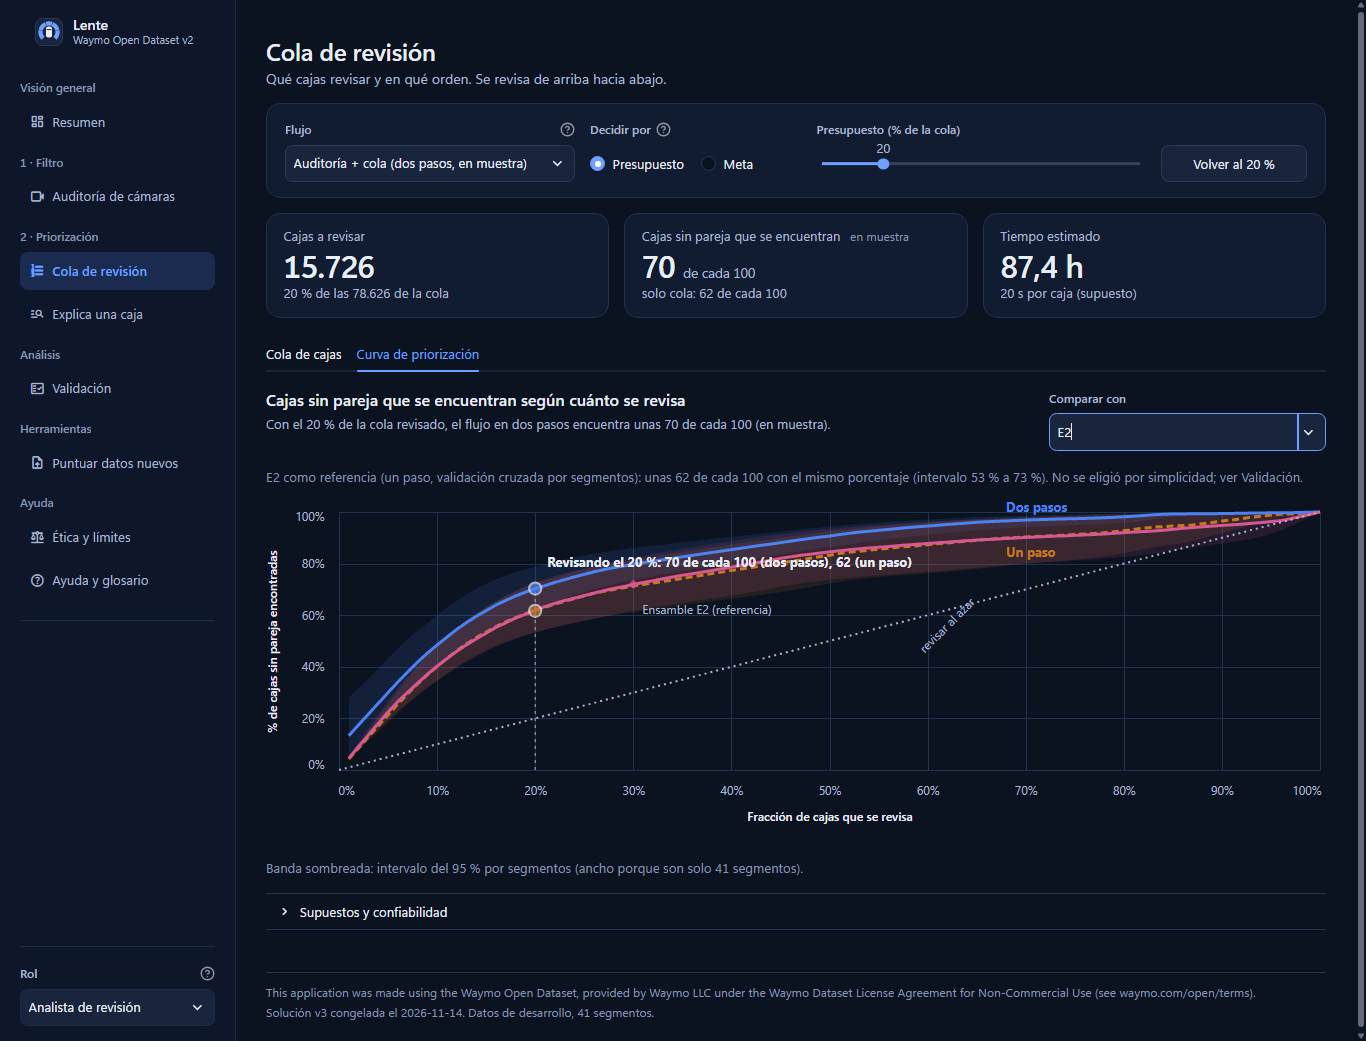 Lente
Waymo Open Dataset v2
Visión general
Resumen
1 · Filtro
Auditoría de cámaras
2 · Priorización
Cola de revisión
Explica una caja
Análisis
Validación
Herramientas
Puntuar datos nuevos
Ayuda
Ética y límites
Ayuda y glosario
Rol
Analista de revisión
Cola de revisión
Qué cajas revisar y en qué orden. Se revisa de arriba hacia abajo.
Flujo
Auditoría + cola (dos pasos, en muestra)
Decidir por
Presupuesto
Meta
Presupuesto (% de la cola)
20
Volver al 20 %
Cajas a revisar
15.726
20 % de las 78.626 de la cola
Cajas sin pareja que se encuentran en muestra
70 de cada 100
solo cola: 62 de cada 100
Tiempo estimado
87,4 h
20 s por caja (supuesto)
Cola de cajas
Curva de priorización
Cajas sin pareja que se encuentran según cuánto se revisa
Con el 20 % de la cola revisado, el flujo en dos pasos encuentra unas 70 de cada 100 (en muestra).
Comparar con
E2
E2 como referencia (un paso, validación cruzada por segmentos): unas 62 de cada 100 con el mismo porcentaje (intervalo 53 % a 73 %). No se eligió por simplicidad; ver Validación.
% de cajas sin pareja encontradas
100%
80%
60%
40%
20%
0%
Dos pasos
Un paso
Revisando el 20 %: 70 de cada 100 (dos pasos), 62 (un paso)
Ensamble E2 (referencia)
revisar al azar
0%
10%
20%
30%
40%
50%
60%
70%
80%
90%
100%
Fracción de cajas que se revisa
Banda sombreada: intervalo del 95 % por segmentos (ancho porque son solo 41 segmentos).
Supuestos y confiabilidad
This application was made using the Waymo Open Dataset, provided by Waymo LLC under the Waymo Dataset License Agreement for Non-Commercial Use (see waymo.com/open/terms).
Solución v3 congelada el 2026-11-14. Datos de desarrollo, 41 segmentos.